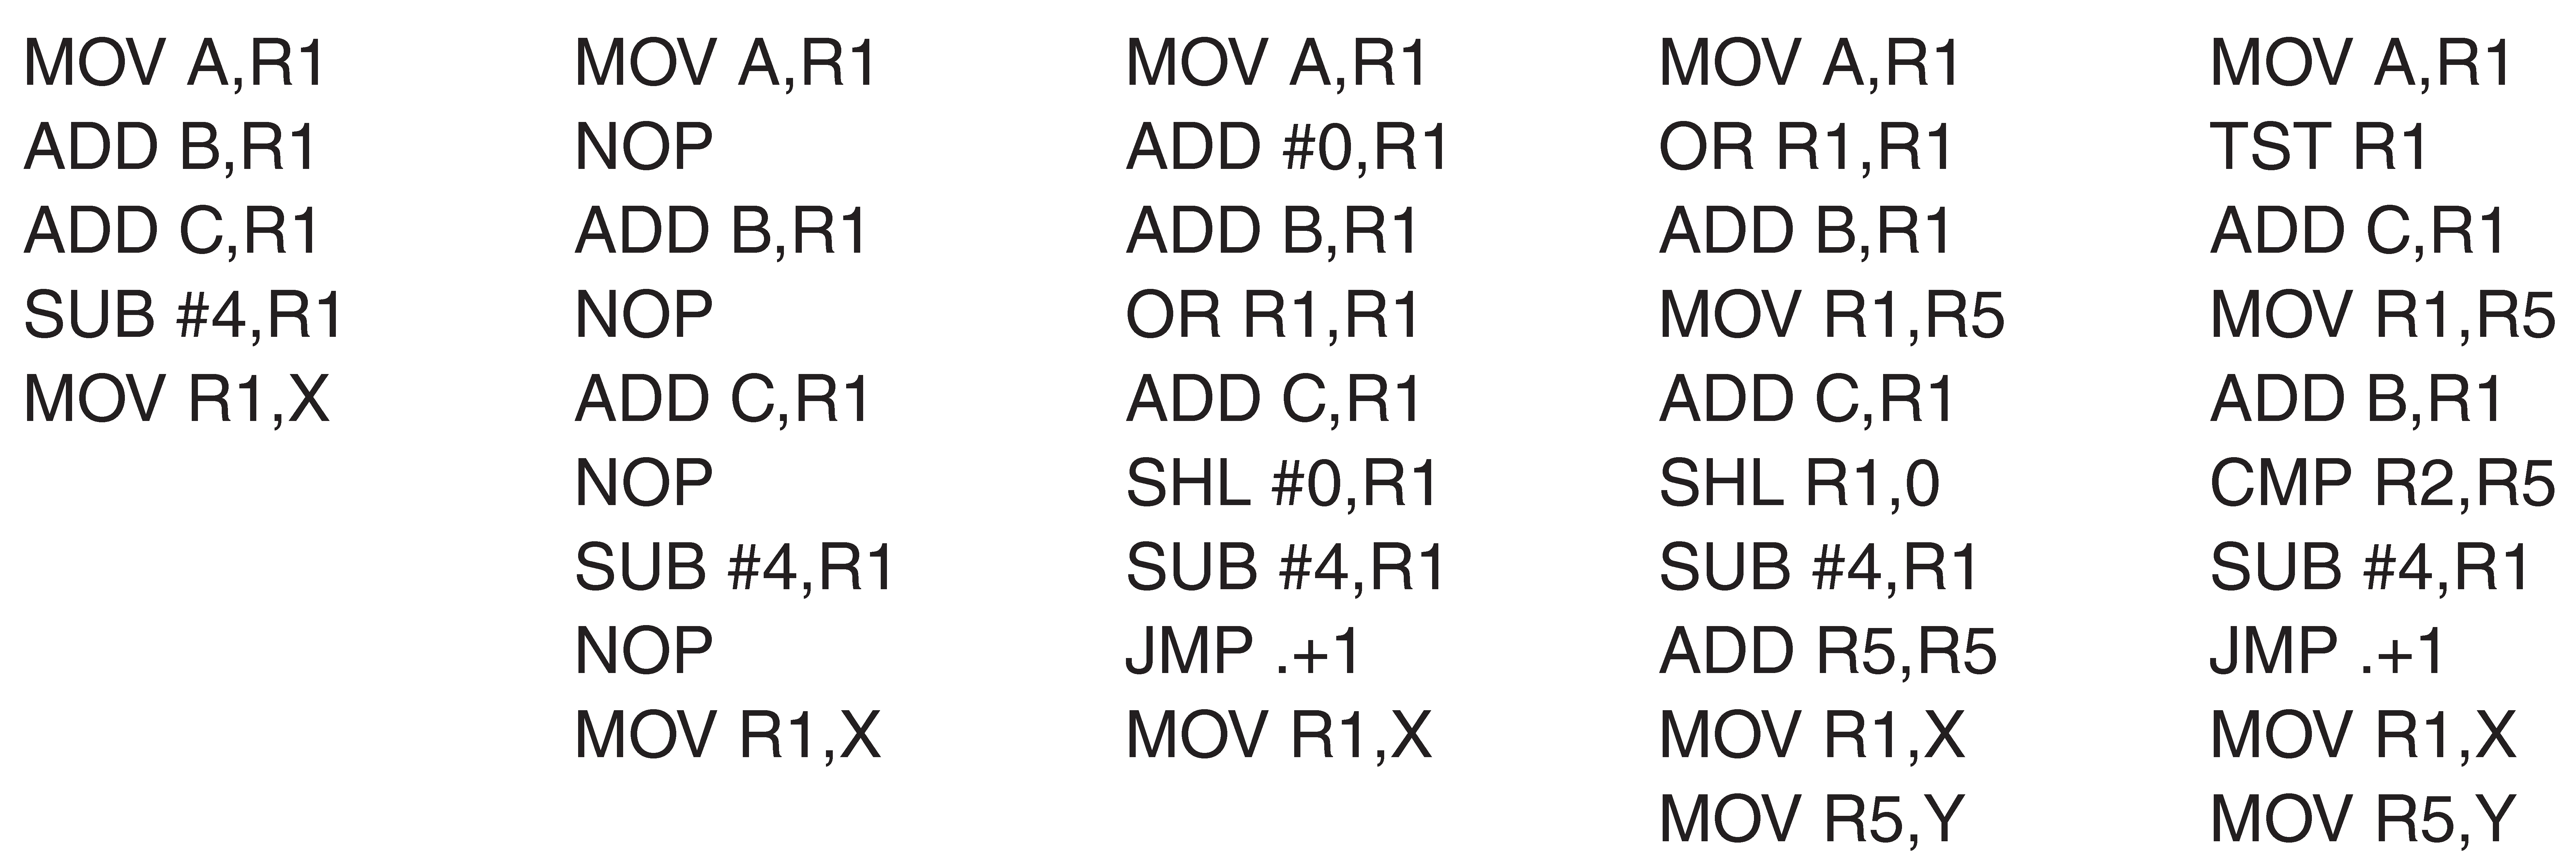 MOV A,R1
ADD B,R1
ADD C,R1
SUB #4,R1
MOV R1,X
MOV A,R1
NOP
ADD B,R1
NOP
ADD C,R1
NOP
SUB #4,R1
NOP
MOV R1,X
MOV A,R1
ADD #0,R1
ADD B,R1
OR R1,R1
ADD C,R1
SHL #0,R1
SUB #4,R1
JMP .+1
MOV R1,X
MOV A,R1
OR R1,R1
ADD B,R1
MOV R1,R5
ADD C,R1
SHL R1,0
SUB #4,R1
ADD R5,R5
MOV R1,X
MOV R5,Y
MOV A,R1
TST R1
ADD C,R1
MOV R1,R5
ADD B,R1
CMP R2,R5
SUB #4,R1
JMP .+1
MOV R1,X
MOV R5,Y